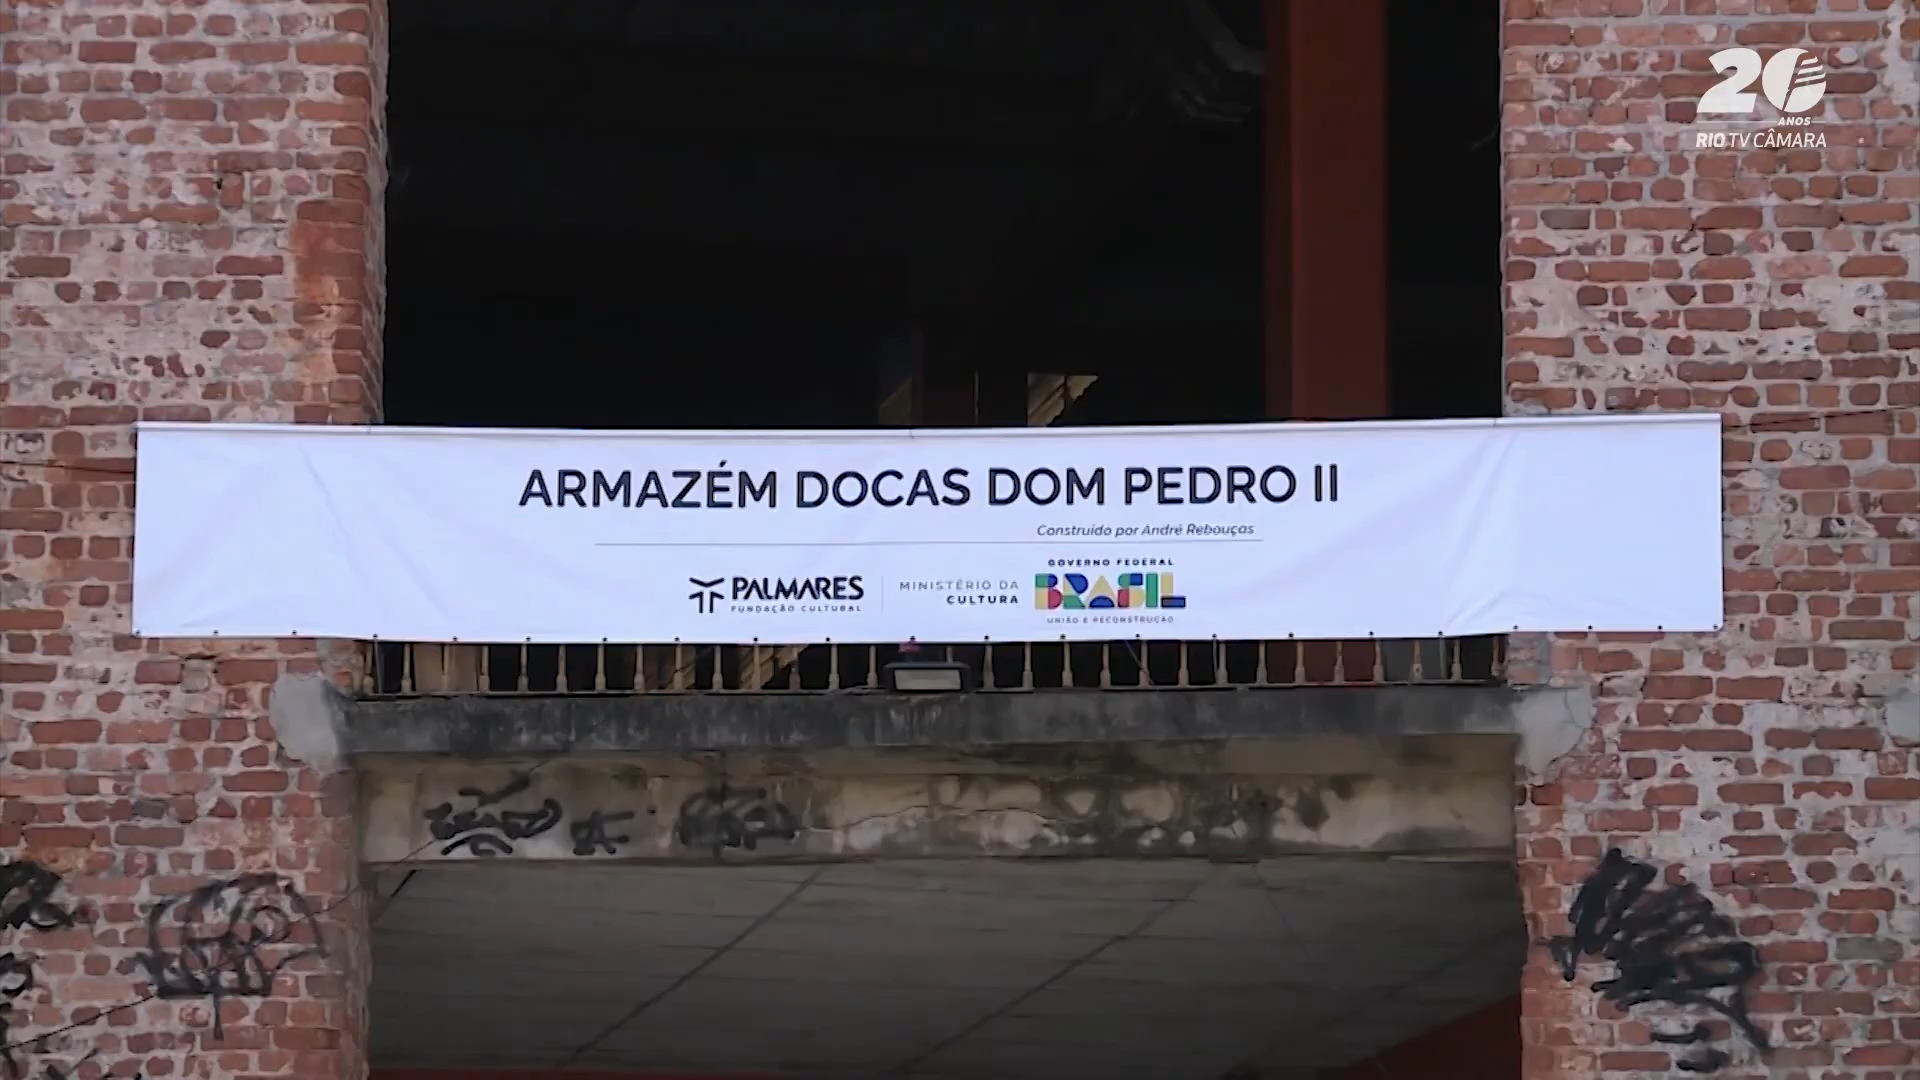 20
ANOS
RIO TV CÂMARA
ARMAZÉM DOCAS DOM PEDRO II
Construído por André Rebouças
PALMARES
FUNDAÇÃO CULTURAL
MINISTÉRIO DA
CULTURA
GOVERNO FEDERAL
BRASIL
UNIÃO E RECONSTRUÇÃO